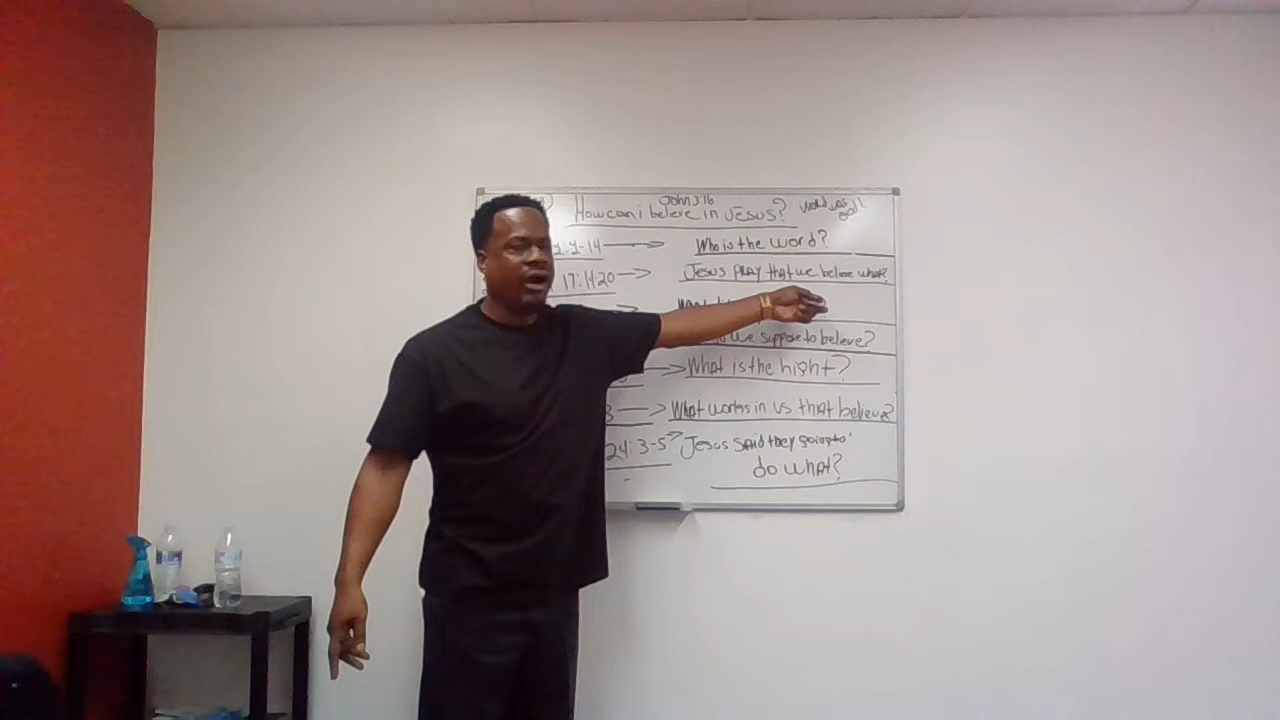 John 3:16
How can i believe in Jesus?
1:1-14 → Who is the word?
17:14-20 → Jesus pray that we believe what?
we suppose to believe?
What is the hight?
3 → What works in us that believe?
24:3-5 → Jesus said they going to
do what?